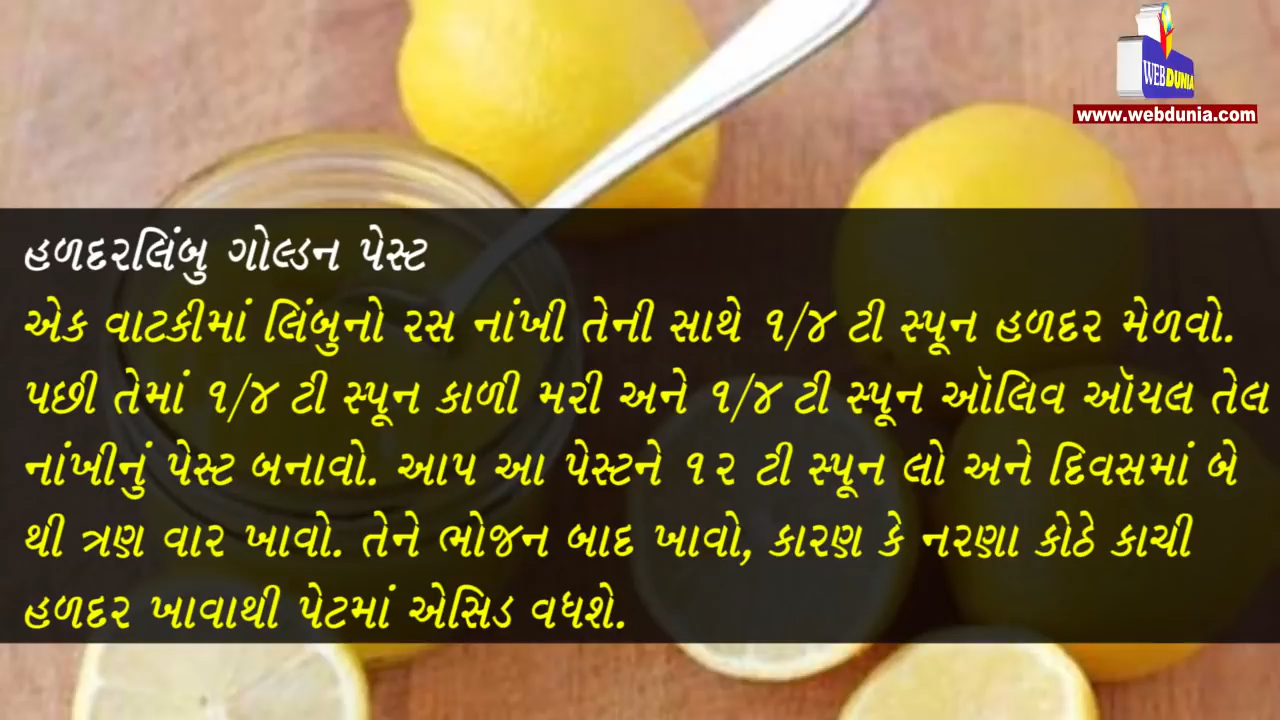 WEBDUNIA
www.webdunia.com
હળદરલિંબુ ગોલ્ડન પેસ્ટ
એક વાટકીમાં લિંબુનો રસ નાંખી તેની સાથે ૧/૪ ટી સ્પૂન હળદર મેળવો.
પછી તેમાં ૧/૪ ટી સ્પૂન કાળી મરી અને ૧/૪ ટી સ્પૂન ઑલિવ ઑયલ તેલ
નાંખીનું પેસ્ટ બનાવો. આપ આ પેસ્ટને ૧૨ ટી સ્પૂન લો અને દિવસમાં બે
થી ત્રણ વાર ખાવો. તેને ભોજન બાદ ખાવો, કારણ કે નરણા કોઠે કાચી
હળદર ખાવાથી પેટમાં એસિડ વધશે.